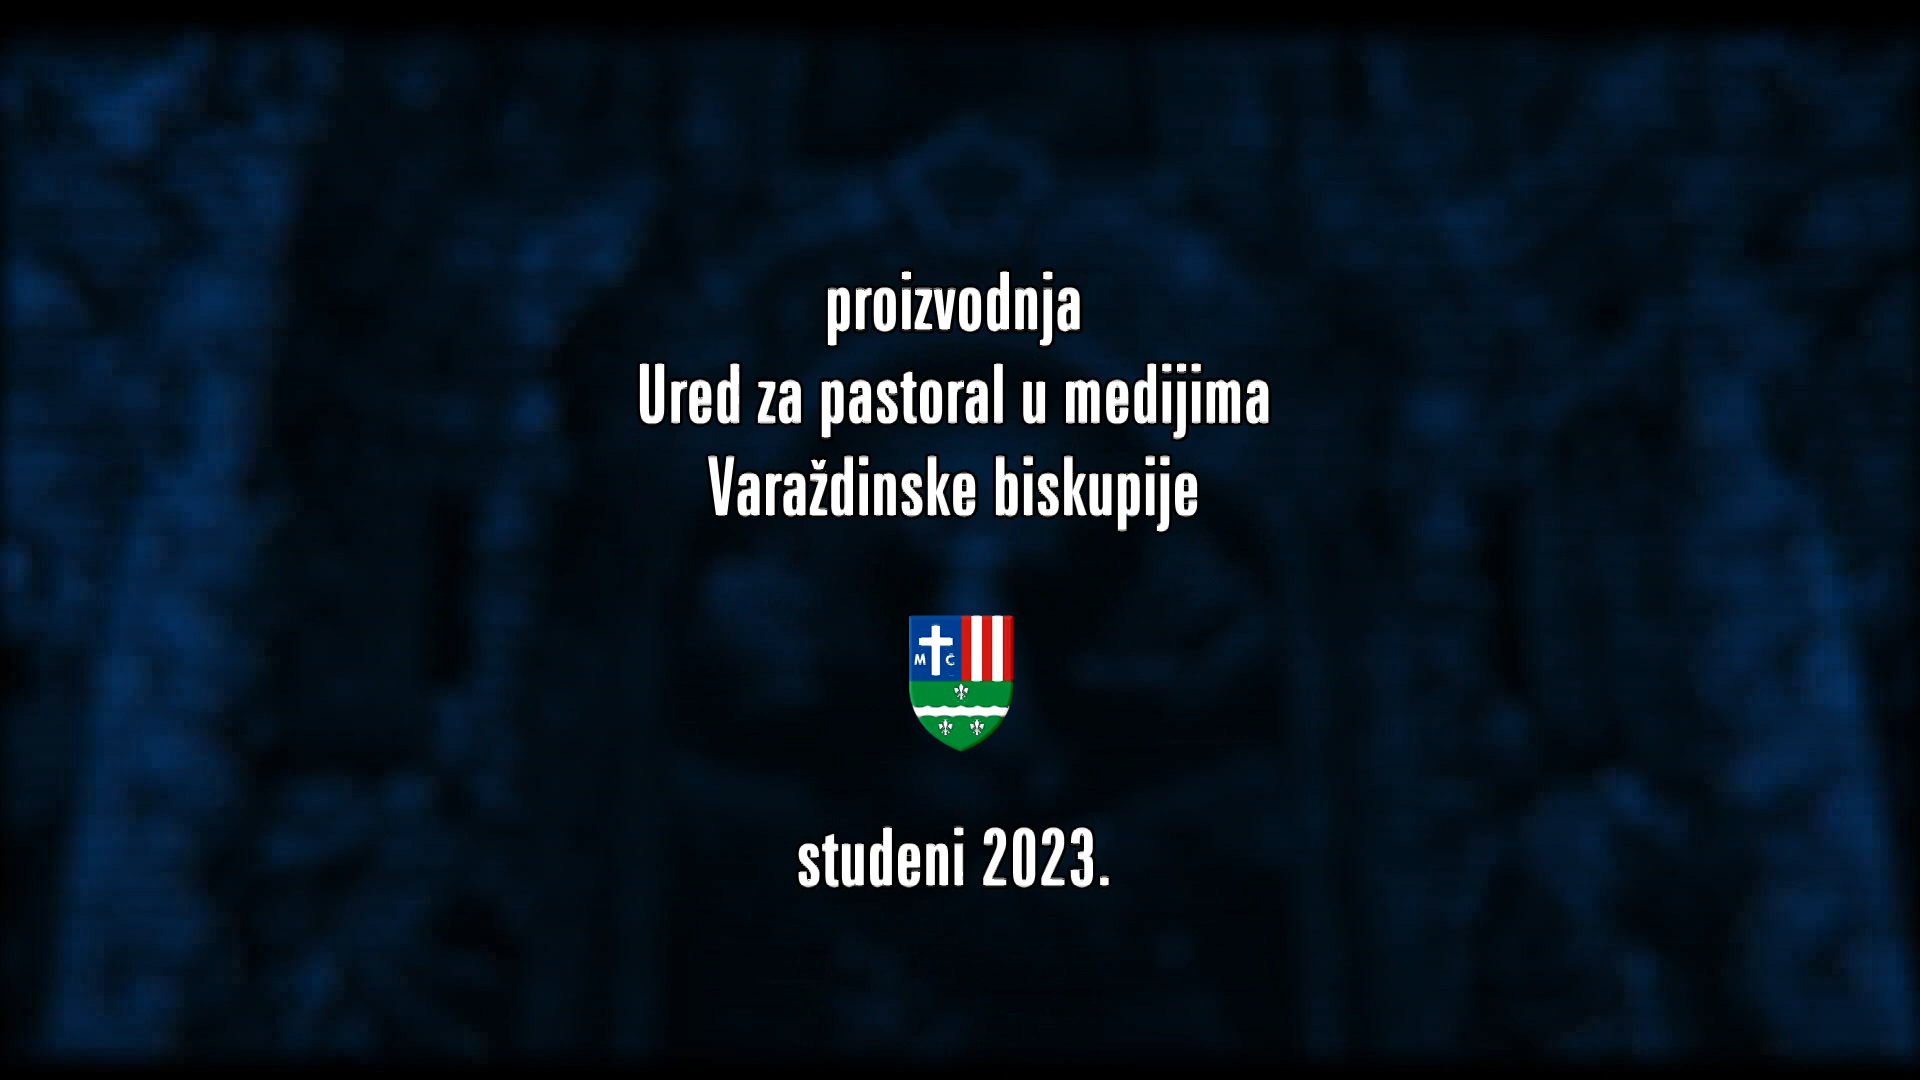 proizvodnja
Ured za pastoral u medijima
Varaždinske biskupije
M Č
studeni 2023.